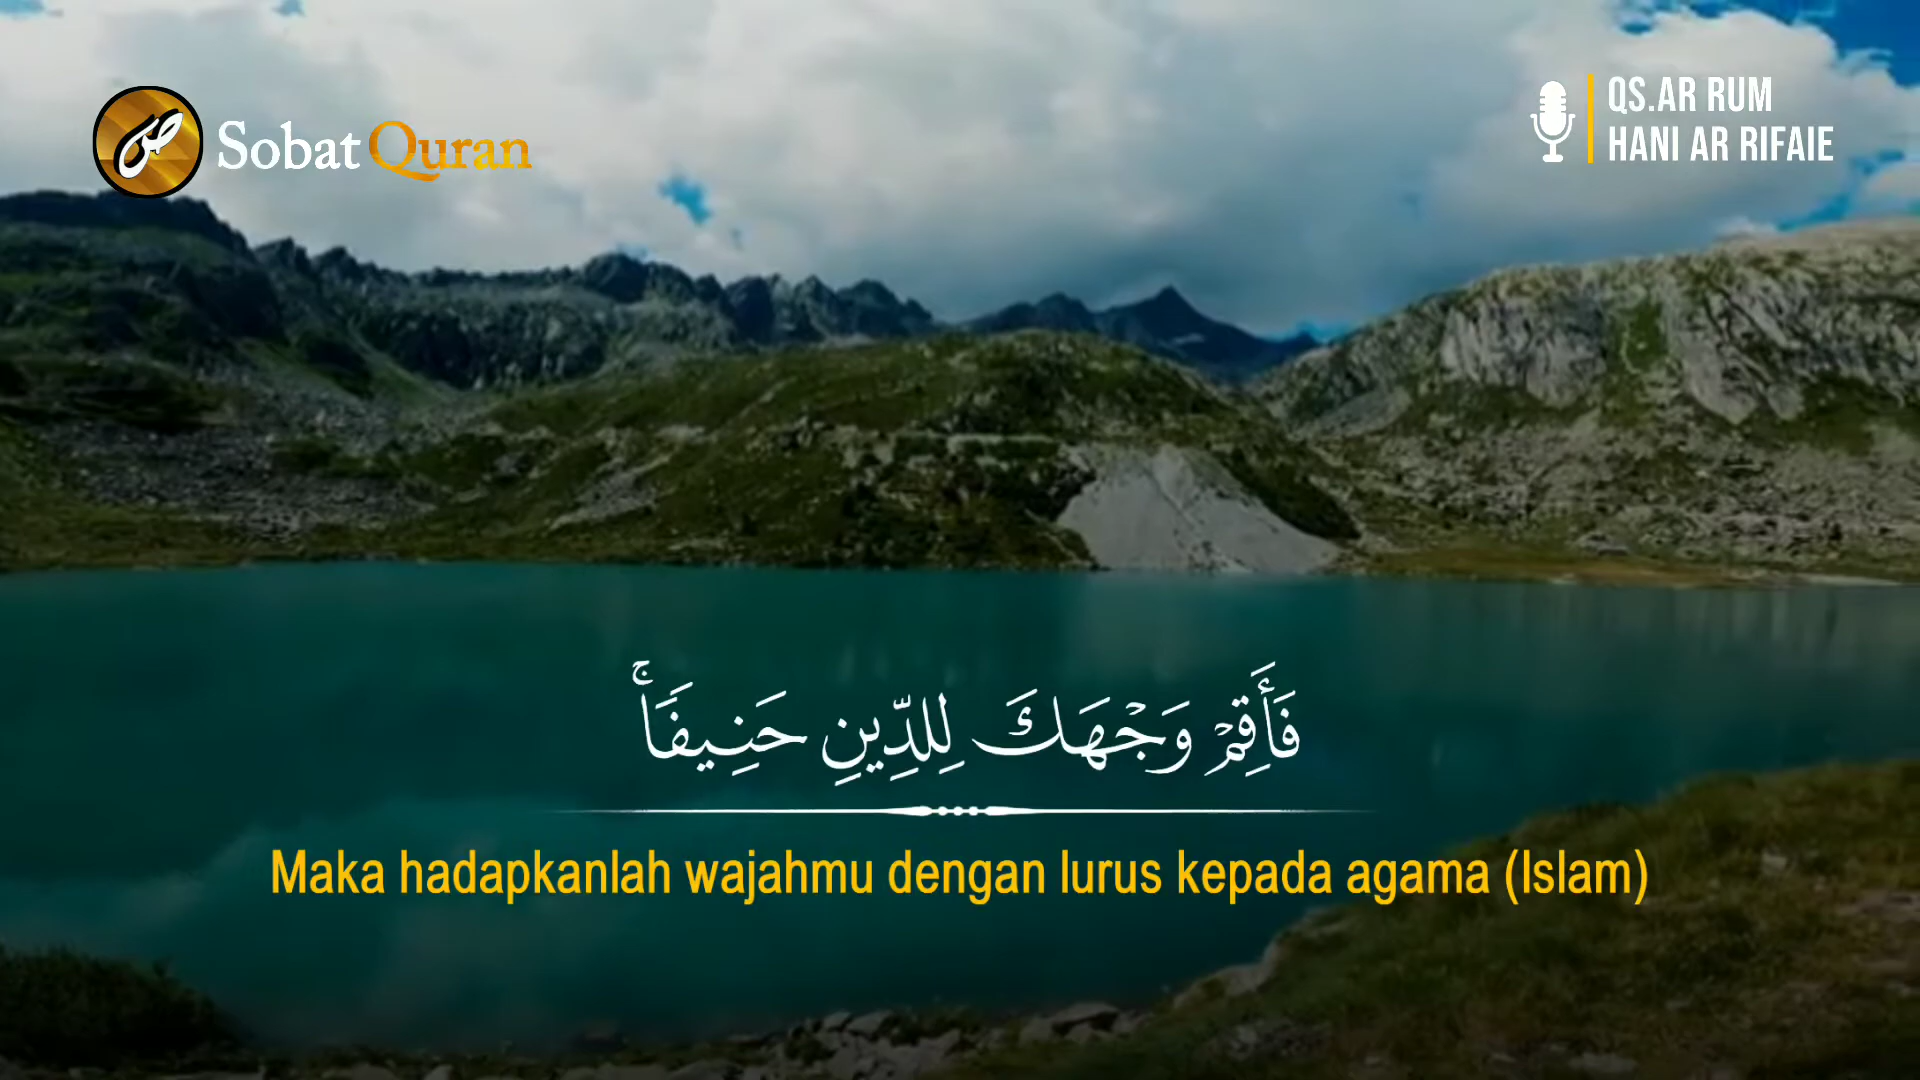 Sobat Quran
QS.AR RUM
HANI AR RIFAIE
فَأَقِمْ وَجْهَكَ لِلدِّينِ حَنِيفًا ۚ
Maka hadapkanlah wajahmu dengan lurus kepada agama (Islam)